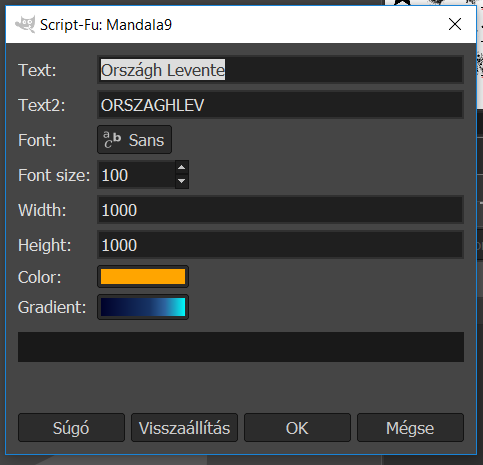 Script-Fu: Mandala9
Text: Országh Levente
Text2: ORSZAGHLEV
Font: Sans
Font size: 100
Width: 1000
Height: 1000
Color:
Gradient:
Súgó Visszaállítás OK Mégse